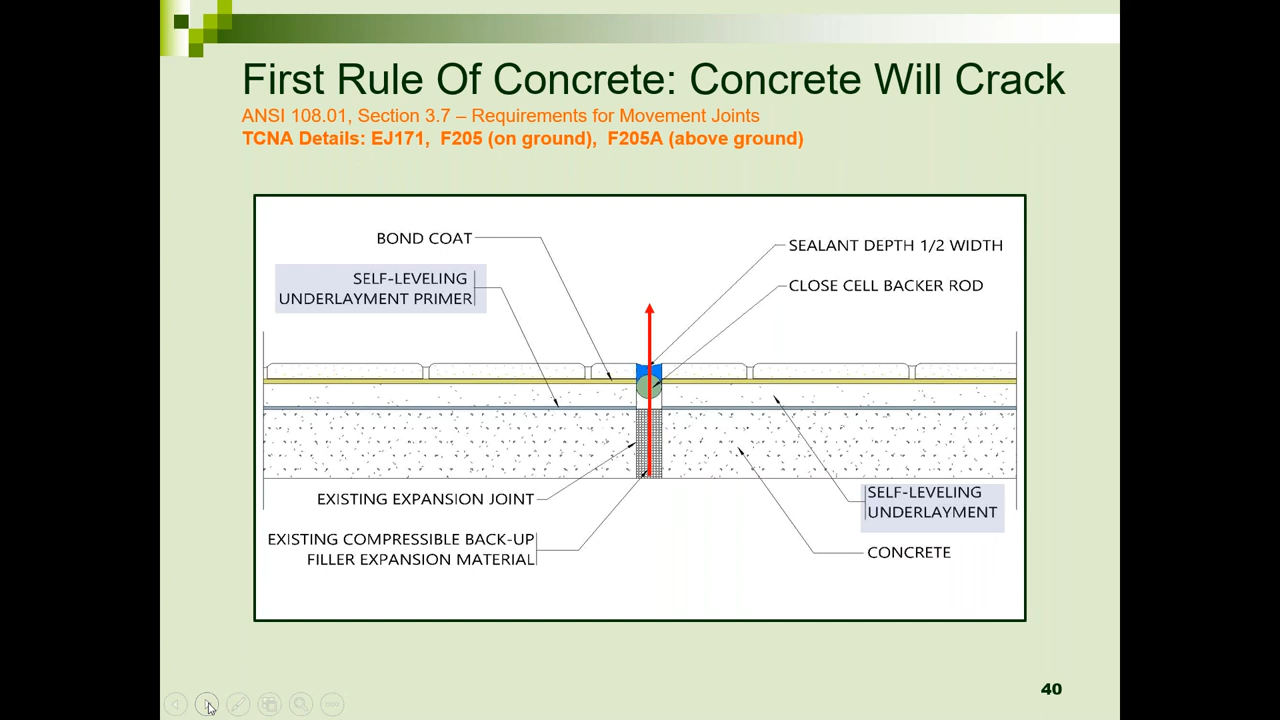 First Rule Of Concrete: Concrete Will Crack
ANSI 108.01, Section 3.7 – Requirements for Movement Joints
TCNA Details: EJ171, F205 (on ground), F205A (above ground)
BOND COAT
SELF-LEVELING
UNDERLAYMENT PRIMER
SEALANT DEPTH 1/2 WIDTH
CLOSE CELL BACKER ROD
EXISTING EXPANSION JOINT
EXISTING COMPRESSIBLE BACK-UP
FILLER EXPANSION MATERIAL
SELF-LEVELING
UNDERLAYMENT
CONCRETE
40